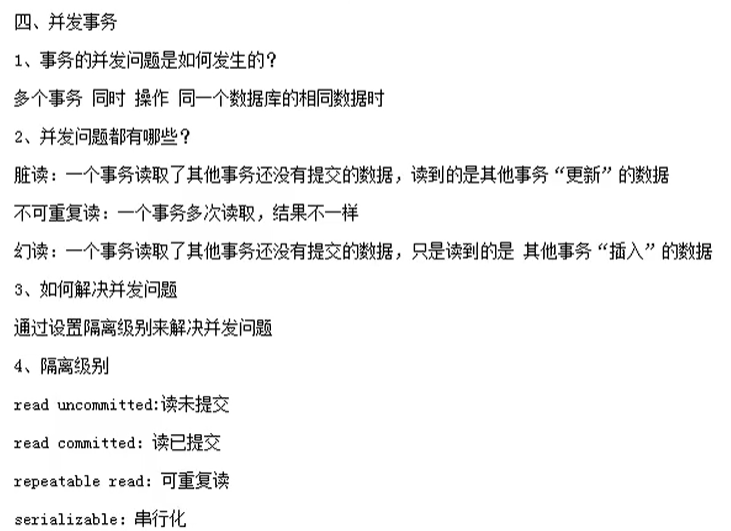 四、并发事务
1、事务的并发问题是如何发生的？
多个事务 同时 操作 同一个数据库的相同数据时
2、并发问题都有哪些？
脏读：一个事务读取了其他事务还没有提交的数据，读到的是其他事务“更新”的数据
不可重复读：一个事务多次读取，结果不一样
幻读：一个事务读取了其他事务还没有提交的数据，只是读到的是 其他事务“插入”的数据
3、如何解决并发问题
通过设置隔离级别来解决并发问题
4、隔离级别
read uncommitted:读未提交
read committed: 读已提交
repeatable read: 可重复读
serializable: 串行化